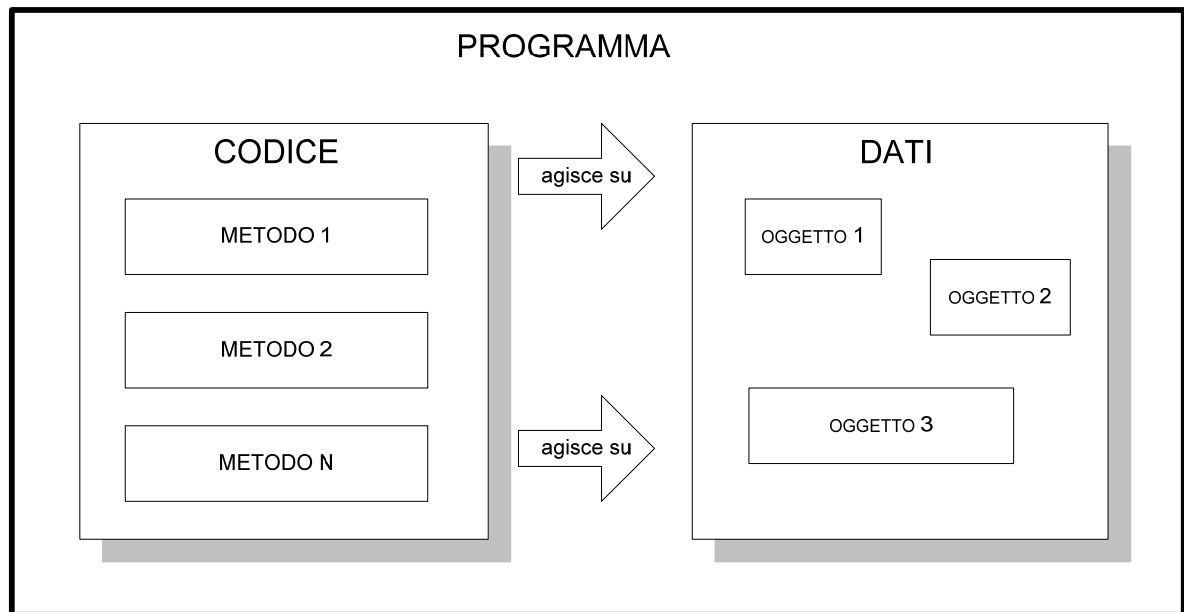 PROGRAMMA
CODICE
METODO 1
METODO 2
METODO N
agisce su
agisce su
DATI
OGGETTO 1
OGGETTO 2
OGGETTO 3